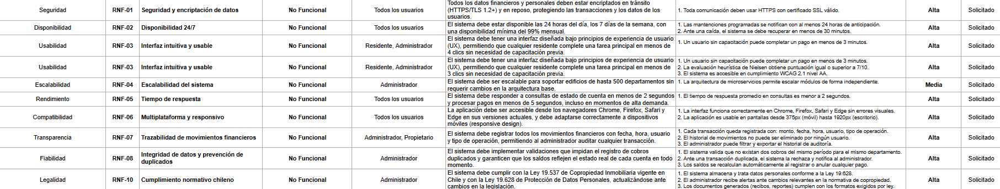 Seguridad RNF-01 Seguridad y encriptación de datos No Funcional Todos los usuarios
Todos los datos financieros y personales deben estar encriptados en tránsito
(HTTPS/TLS 1.2+) y en reposo, protegiendo las transacciones y los datos de los
usuarios.
1. Toda comunicación deben usar HTTPS con certificado SSL válido.
Alta Solicitado
Disponibilidad RNF-02 Disponibilidad 24/7 No Funcional Todos los usuarios
El sistema debe estar disponible las 24 horas del día, los 7 días de la semana, con
una disponibilidad mínima del 99% mensual.
1. Las mantenciones programadas se notifican con al menos 24 horas de anticipación.
2. Ante una caída, el sistema se debe recuperar en menos de 30 minutos.
Alta Solicitado
Usabilidad RNF-03 Interfaz intuitiva y usable No Funcional Residente, Administrador
El sistema debe tener una interfaz diseñada bajo principios de experiencia de usuario
(UX), permitiendo que cualquier residente complete una tarea principal en menos de
4 clics sin necesidad de capacitación previa.
1. Un usuario sin capacitación puede completar un pago en menos de 3 minutos.
Alta Solicitado
Usabilidad RNF-03 Interfaz intuitiva y usable No Funcional Residente, Administrador
El sistema debe tener una interfaz diseñada bajo principios de experiencia de usuario
(UX), permitiendo que cualquier residente complete una tarea principal en menos de
3 clics sin necesidad de capacitación previa.
1. Un usuario sin capacitación puede completar un pago en menos de 3 minutos.
2. La evaluación heurística de Nielsen obtiene puntuación igual o superior a 7/10.
3. El sistema es accesible en cumplimiento WCAG 2.1 nivel AA.
Alta Solicitado
Escalabilidad RNF-04 Escalabilidad del sistema No Funcional Administrador
El sistema debe ser escalable para soportar edificios de hasta 500 departamentos sin
requerir cambios en la arquitectura base.
1. La arquitectura de microservicios permite escalar módulos de forma independiente.
Media Solicitado
Rendimiento RNF-05 Tiempo de respuesta No Funcional Todos los usuarios
El sistema debe responder a consultas de estado de cuenta en menos de 2 segundos
y procesar pagos en menos de 5 segundos, incluso en momentos de alta demanda.
1. El tiempo de respuesta promedio en consultas es menor a 2 segundos.
Alta Solicitado
Compatibilidad RNF-06 Multiplataforma y responsivo No Funcional Todos los usuarios
La aplicación debe ser accesible desde los navegadores Chrome, Firefox, Safari y
Edge en sus versiones actuales, y debe adaptarse correctamente a dispositivos
móviles (responsive design).
1. La interfaz funciona correctamente en Chrome, Firefox, Safari y Edge sin errores visuales.
2. La aplicación es usable en pantallas desde 375px (móvil) hasta 1920px (escritorio).
Alta Solicitado
Transparencia RNF-07 Trazabilidad de movimientos financieros No Funcional Administrador, Propietario
El sistema debe registrar todos los movimientos financieros con fecha, hora, usuario
y tipo de operación, permitiendo al administrador auditar cualquier transacción.
1. Cada transacción queda registrada con: monto, fecha, hora, usuario, tipo de operación.
2. El historial de movimientos no puede ser eliminado por ningún usuario.
3. El administrador puede filtrar y exportar el historial de auditoría.
Alta Solicitado
Fiabilidad RNF-08 Integridad de datos y prevención de
duplicados
No Funcional Administrador
El sistema debe implementar validaciones que impidan el registro de cobros
duplicados y garanticen que los saldos reflejen el estado real de cada cuenta en todo
momento.
1. El sistema valida que no existan dos cobros del mismo período para el mismo departamento.
2. Ante una transacción duplicada, el sistema la rechaza y notifica al administrador.
3. Los saldos se recalculan automáticamente al registrar o anular cualquier pago.
Alta Solicitado
Legalidad RNF-10 Cumplimiento normativo chileno No Funcional Administrador
El sistema debe cumplir con la Ley 19.537 de Copropiedad Inmobiliaria vigente en
Chile y con la Ley 19.628 de Protección de Datos Personales, actualizándose ante
cambios en la legislación.
1. El sistema almacena y trata datos personales conforme a la Ley 19.628.
2. El administrador recibe alertas ante cambios relevantes en la normativa de copropiedad.
3. Los documentos generados (recibos, reportes) cumplen con los formatos exigidos por ley.
Alta Solicitado